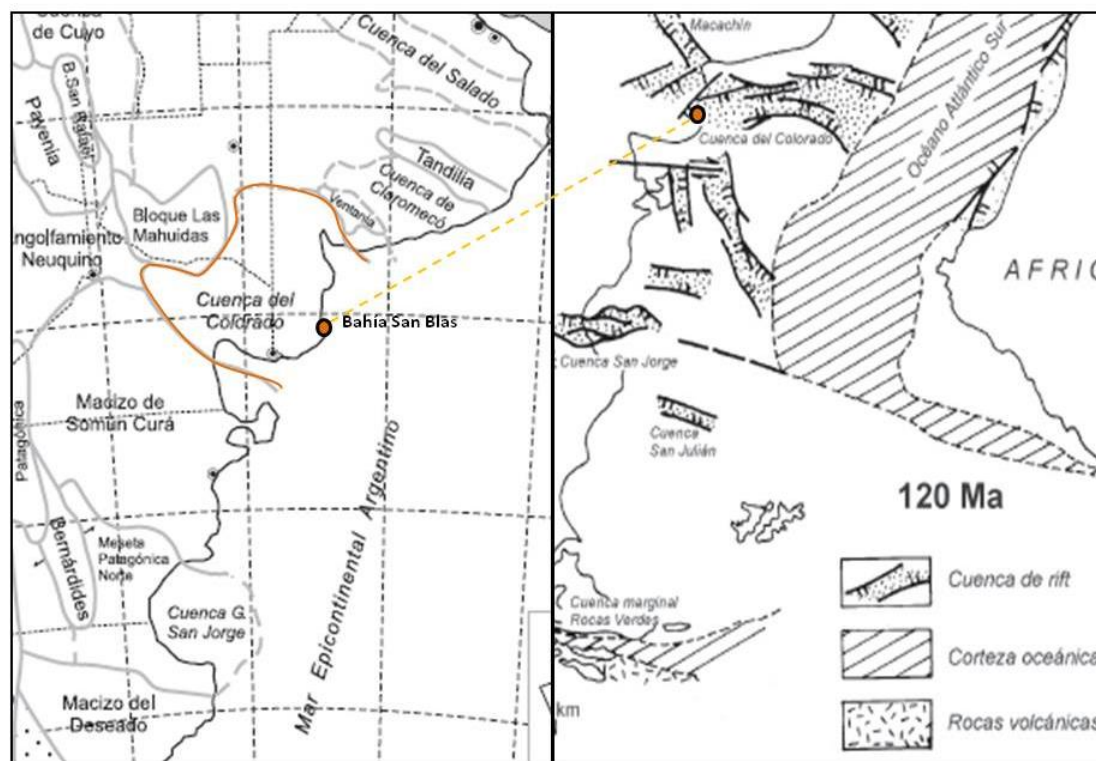 de Cuyo
B.San
Rafael
Payenia
Cuenca del Salado
Tandilia
Cuenca de
Claromecó
Ventania
Bloque Las
Mahuidas
ngolfamiento
Neuquino
Cuenca del
Colorado
Bahía San Blas
Macizo de
Somún Curá
Patagónica
Bernárdides
Meseta
Patagónica
Norte
Cuenca G.
San Jorge
Macizo del
Deseado
Mar Epicontinental Argentino
Macachín
Cuenca del Colorado
Océano Atlántico Sur
AFRIC
Cuenca San Jorge
Cuenca
San Julián
120 Ma
Cuenca marginal
Rocas Verdes
km
Cuenca de rift
Corteza oceánica
Rocas volcánicas